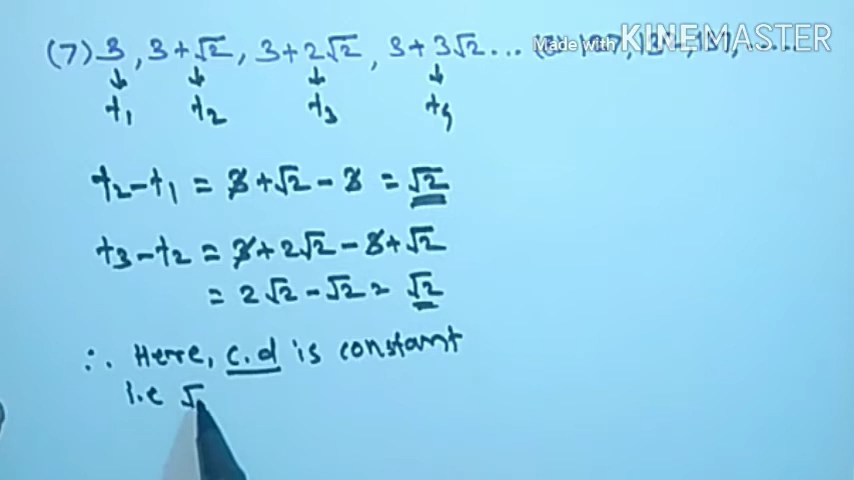 (7) 3, 3+√2, 3+2√2, 3+3√2...
Made with KINEMASTER
↓ ↓ ↓ ↓
t₁ t₂ t₃ t₄
t₂-t₁ = 3+√2-3 = √2
t₃-t₂ = 3+2√2-3+√2
= 2√2-√2 = √2
∴ Here, c.d is constant
i.e √